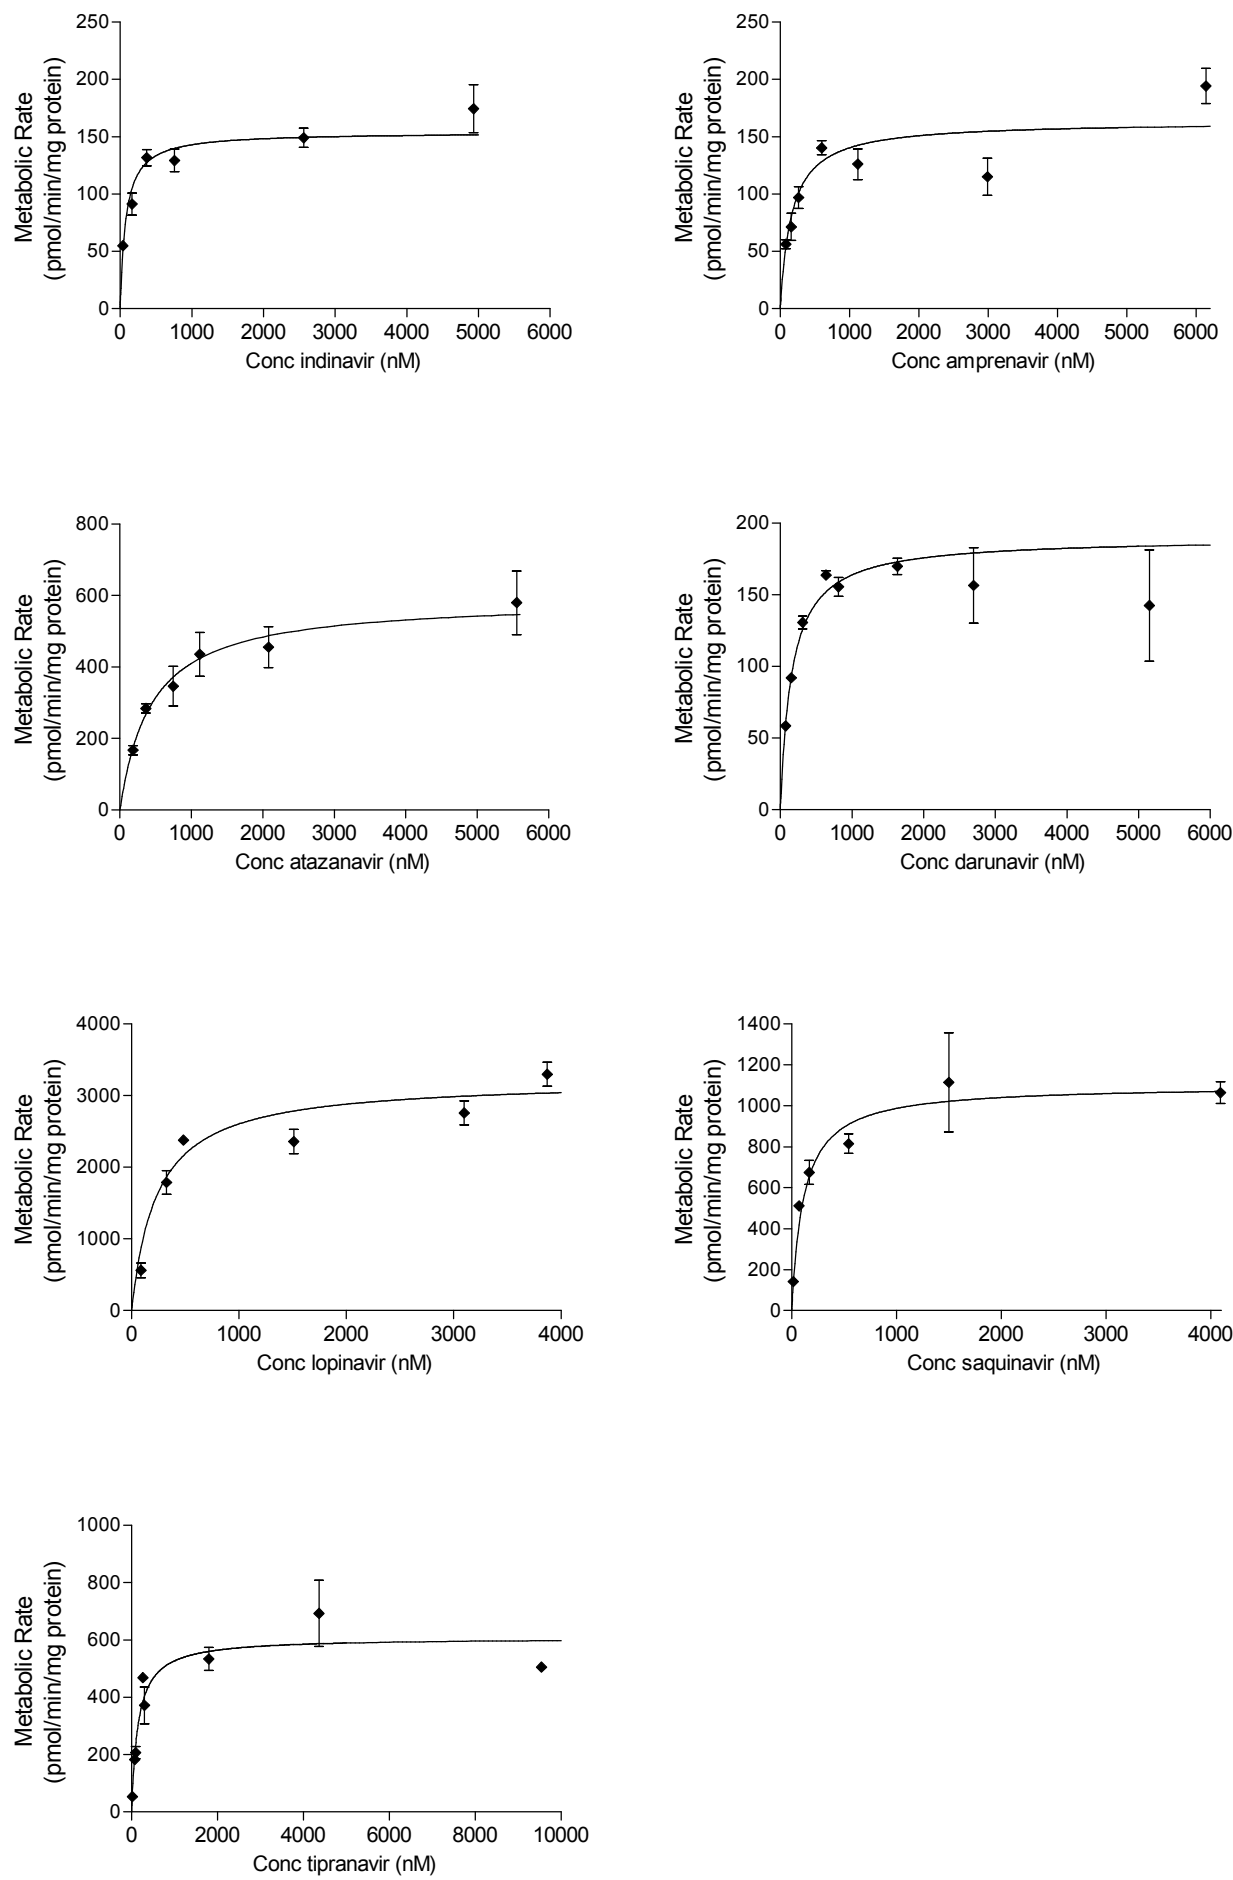 250
200
150
100
50
0
Metabolic Rate
(pmol/min/mg protein)
0 1000 2000 3000 4000 5000 6000
Conc indinavir (nM)
250
200
150
100
50
0
Metabolic Rate
(pmol/min/mg protein)
0 1000 2000 3000 4000 5000 6000
Conc amprenavir (nM)
800
600
400
200
0
Metabolic Rate
(pmol/min/mg protein)
0 1000 2000 3000 4000 5000 6000
Conc atazanavir (nM)
200
150
100
50
0
Metabolic Rate
(pmol/min/mg protein)
0 1000 2000 3000 4000 5000 6000
Conc darunavir (nM)
4000
3000
2000
1000
0
Metabolic Rate
(pmol/min/mg protein)
0 1000 2000 3000 4000
Conc lopinavir (nM)
1400
1200
1000
800
600
400
200
0
Metabolic Rate
(pmol/min/mg protein)
0 1000 2000 3000 4000
Conc saquinavir (nM)
1000
800
600
400
200
0
Metabolic Rate
(pmol/min/mg protein)
0 2000 4000 6000 8000 10000
Conc tipranavir (nM)